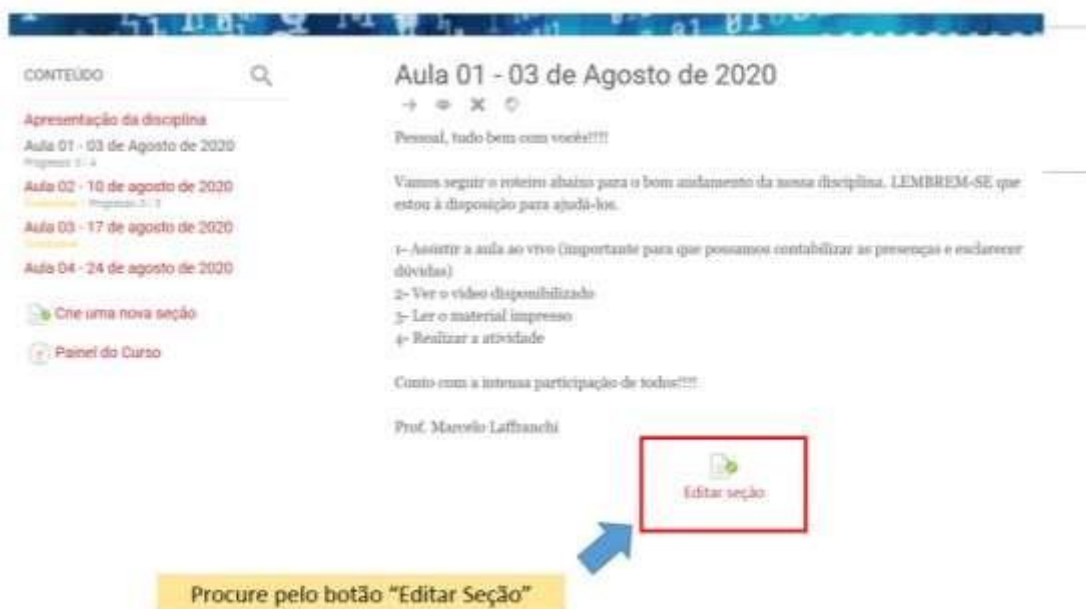 CONTEÚDO
Apresentação da disciplina
Aula 01 - 03 de Agosto de 2020
Aula 02 - 10 de agosto de 2020
Aula 03 - 17 de agosto de 2020
Aula 04 - 24 de agosto de 2020
Crie uma nova seção
Painel do Curso
Aula 01 - 03 de Agosto de 2020
Pessoal, tudo bem com vocês!!!!
Vamos seguir o roteiro abaixo para o bom andamento da nossa disciplina. LEMBREM-SE que
estou à disposição para ajudá-los.
1- Assistir a aula ao vivo (importante para que possamos contabilizar as presenças e esclarecer
dúvidas)
2- Ver o vídeo disponibilizado
3- Ler o material impresso
4- Realizar a atividade
Conto com a intensa participação de todos!!!!
Prof. Marcelo Laffranchi
Editar seção
Procure pelo botão "Editar Seção"